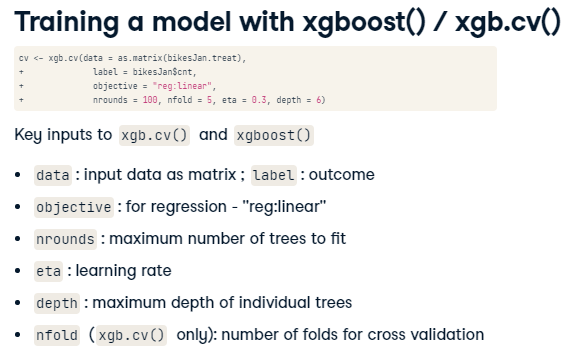 Training a model with xgboost() / xgb.cv()
cv <- xgb.cv(data = as.matrix(bikesJan.treat),
+ label = bikesJan$cnt,
+ objective = "reg:linear",
+ nrounds = 100, nfold = 5, eta = 0.3, depth = 6)
Key inputs to xgb.cv() and xgboost()
• data : input data as matrix ; label : outcome
• objective : for regression - "reg:linear"
• nrounds : maximum number of trees to fit
• eta : learning rate
• depth : maximum depth of individual trees
• nfold ( xgb.cv() only): number of folds for cross validation